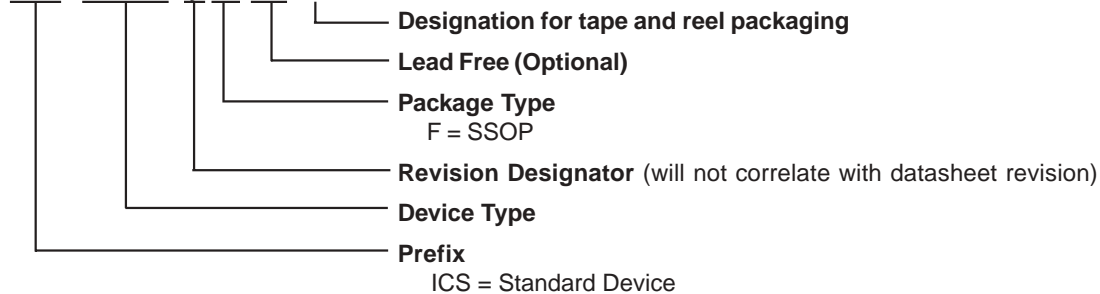 Designation for tape and reel packaging
Lead Free (Optional)
Package Type
F = SSOP
Revision Designator (will not correlate with datasheet revision)
Device Type
Prefix
ICS = Standard Device